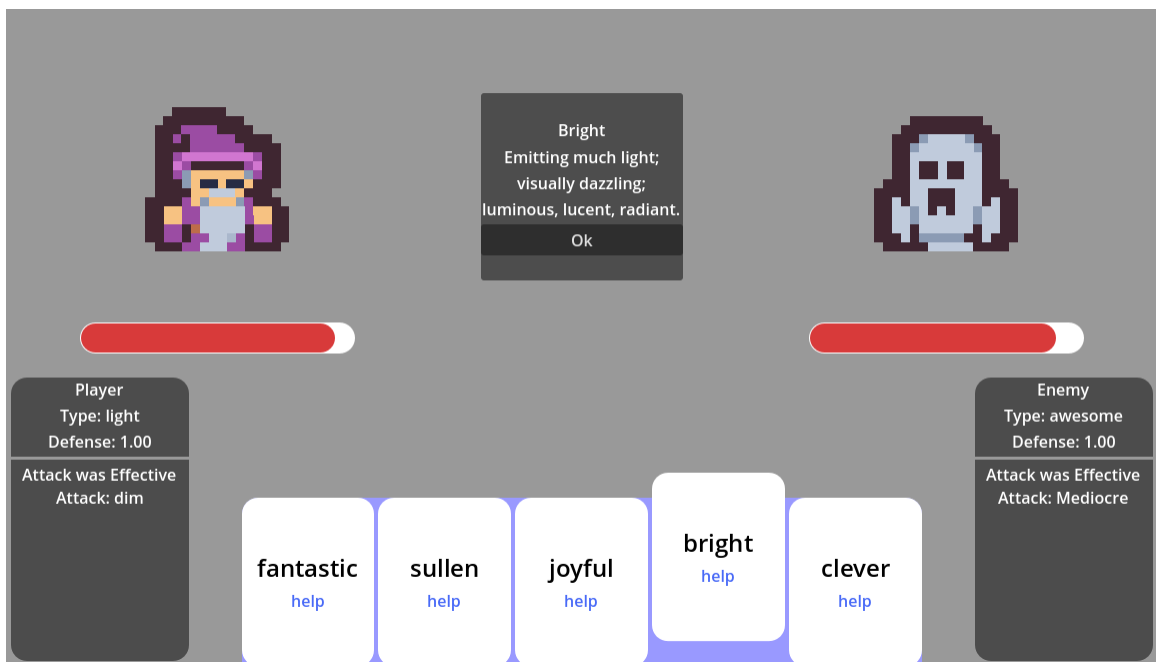 Bright
Emitting much light;
visually dazzling;
luminous, lucent, radiant.
Ok
Player
Type: light
Defense: 1.00
Attack was Effective
Attack: dim
Enemy
Type: awesome
Defense: 1.00
Attack was Effective
Attack: Mediocre
fantastic
help
sullen
help
joyful
help
bright
help
clever
help